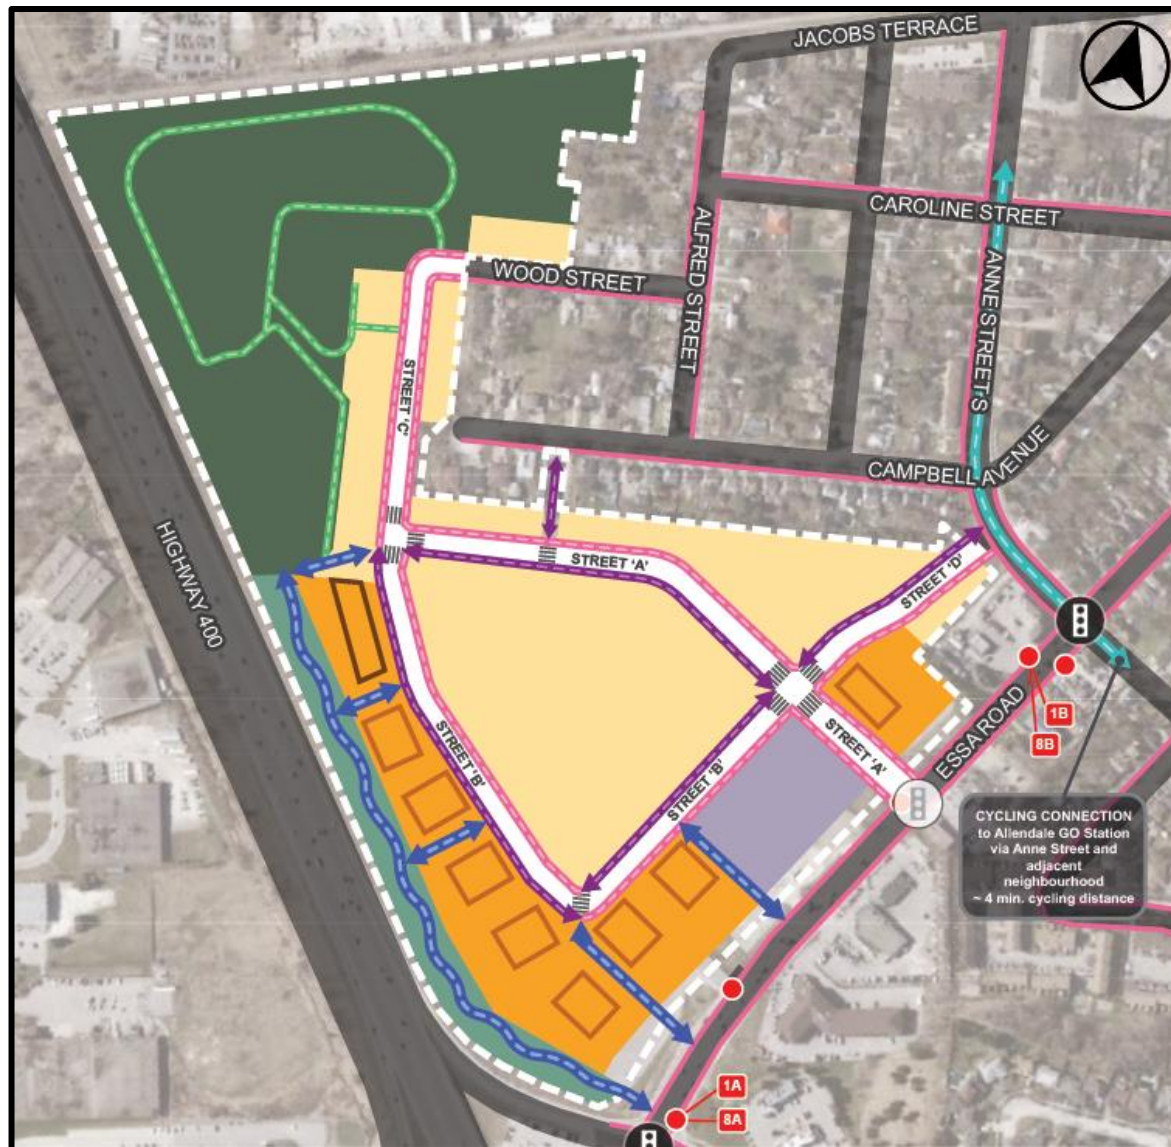 JACOBS TERRACE
CAROLINE STREET
ALFRED STREET
ANNE STREET S
WOOD STREET
STREET 'C'
CAMPBELL AVENUE
HIGHWAY 400
STREET 'A'
STREET 'D'
STREET 'B'
STREET 'B'
STREET 'A'
ESSA ROAD
1B
8B
CYCLING CONNECTION
to Allendale GO Station
via Anne Street and
adjacent
neighbourhood
~ 4 min. cycling distance
1A
8A